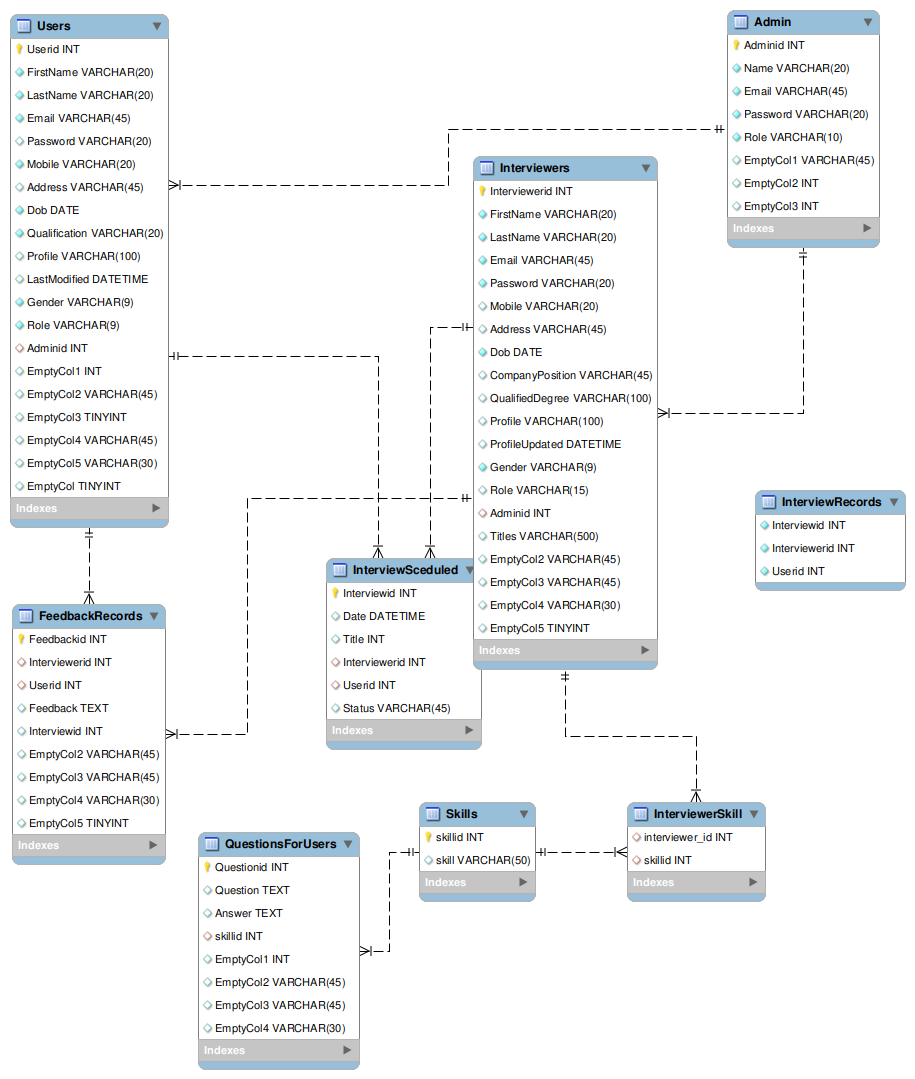 Users
Userid INT
FirstName VARCHAR(20)
LastName VARCHAR(20)
Email VARCHAR(45)
Password VARCHAR(20)
Mobile VARCHAR(20)
Address VARCHAR(45)
Dob DATE
Qualification VARCHAR(20)
Profile VARCHAR(100)
LastModified DATETIME
Gender VARCHAR(9)
Role VARCHAR(9)
Adminid INT
EmptyCol1 INT
EmptyCol2 VARCHAR(45)
EmptyCol3 TINYINT
EmptyCol4 VARCHAR(45)
EmptyCol5 VARCHAR(30)
EmptyCol TINYINT
Indexes
Admin
Adminid INT
Name VARCHAR(20)
Email VARCHAR(45)
Password VARCHAR(20)
Role VARCHAR(10)
EmptyCol1 VARCHAR(45)
EmptyCol2 INT
EmptyCol3 INT
Indexes
Interviewers
Interviewerid INT
FirstName VARCHAR(20)
LastName VARCHAR(20)
Email VARCHAR(45)
Password VARCHAR(20)
Mobile VARCHAR(20)
Address VARCHAR(45)
Dob DATE
CompanyPosition VARCHAR(45)
QualifiedDegree VARCHAR(100)
Profile VARCHAR(100)
ProfileUpdated DATETIME
Gender VARCHAR(9)
Role VARCHAR(15)
Adminid INT
Titles VARCHAR(500)
EmptyCol2 VARCHAR(45)
EmptyCol3 VARCHAR(45)
EmptyCol4 VARCHAR(30)
EmptyCol5 TINYINT
Indexes
InterviewRecords
Interviewid INT
Interviewerid INT
Userid INT
InterviewSceduled
Interviewid INT
Date DATETIME
Title INT
Interviewerid INT
Userid INT
Status VARCHAR(45)
Indexes
FeedbackRecords
Feedbackid INT
Interviewerid INT
Userid INT
Feedback TEXT
Interviewid INT
EmptyCol2 VARCHAR(45)
EmptyCol3 VARCHAR(45)
EmptyCol4 VARCHAR(30)
EmptyCol5 TINYINT
Indexes
QuestionsForUsers
Questionid INT
Question TEXT
Answer TEXT
skillid INT
EmptyCol1 INT
EmptyCol2 VARCHAR(45)
EmptyCol3 VARCHAR(45)
EmptyCol4 VARCHAR(30)
Indexes
Skills
skillid INT
skill VARCHAR(50)
Indexes
InterviewerSkill
interviewer_id INT
skillid INT
Indexes